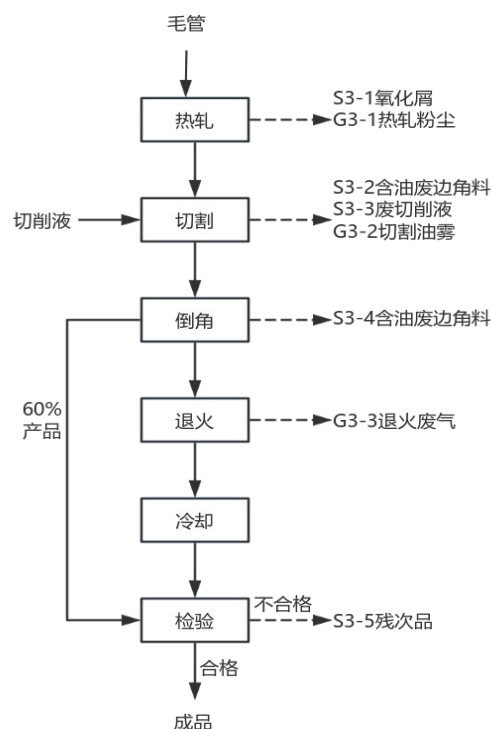 毛管
热轧
S3-1氧化屑
G3-1热轧粉尘
切削液
切割
S3-2含油废边角料
S3-3废切削液
G3-2切割油雾
倒角
S3-4含油废边角料
60%
产品
退火
G3-3退火废气
冷却
检验
不合格
S3-5残次品
合格
成品